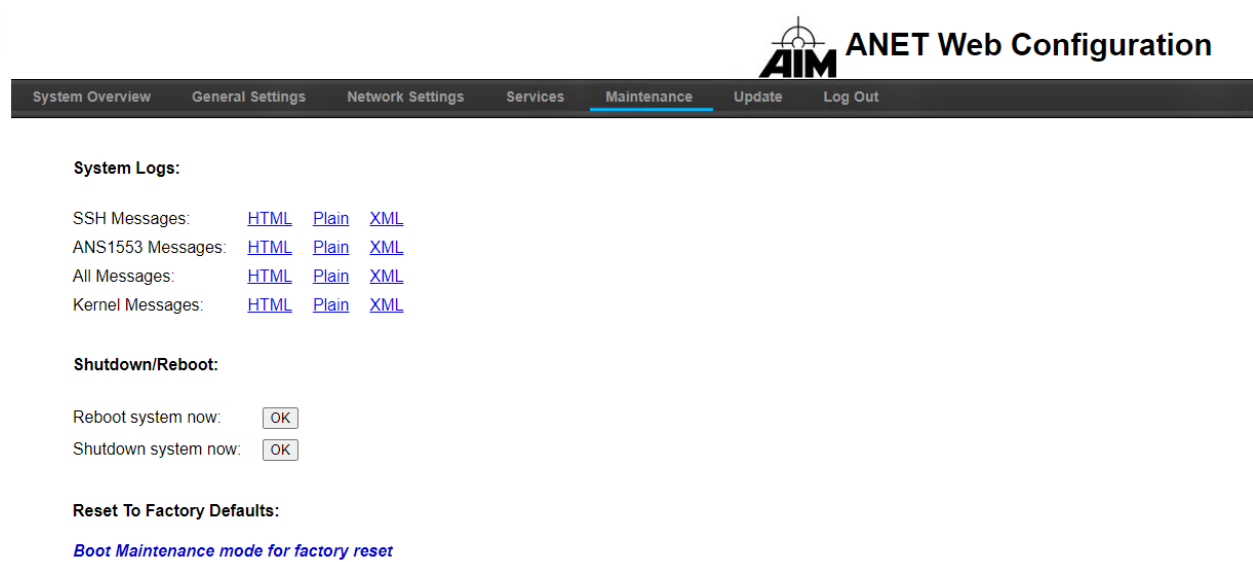 AIM ANET Web Configuration
System Overview General Settings Network Settings Services Maintenance Update Log Out
System Logs:
SSH Messages: HTML Plain XML
ANS1553 Messages: HTML Plain XML
All Messages: HTML Plain XML
Kernel Messages: HTML Plain XML
Shutdown/Reboot:
Reboot system now: OK
Shutdown system now: OK
Reset To Factory Defaults:
Boot Maintenance mode for factory reset